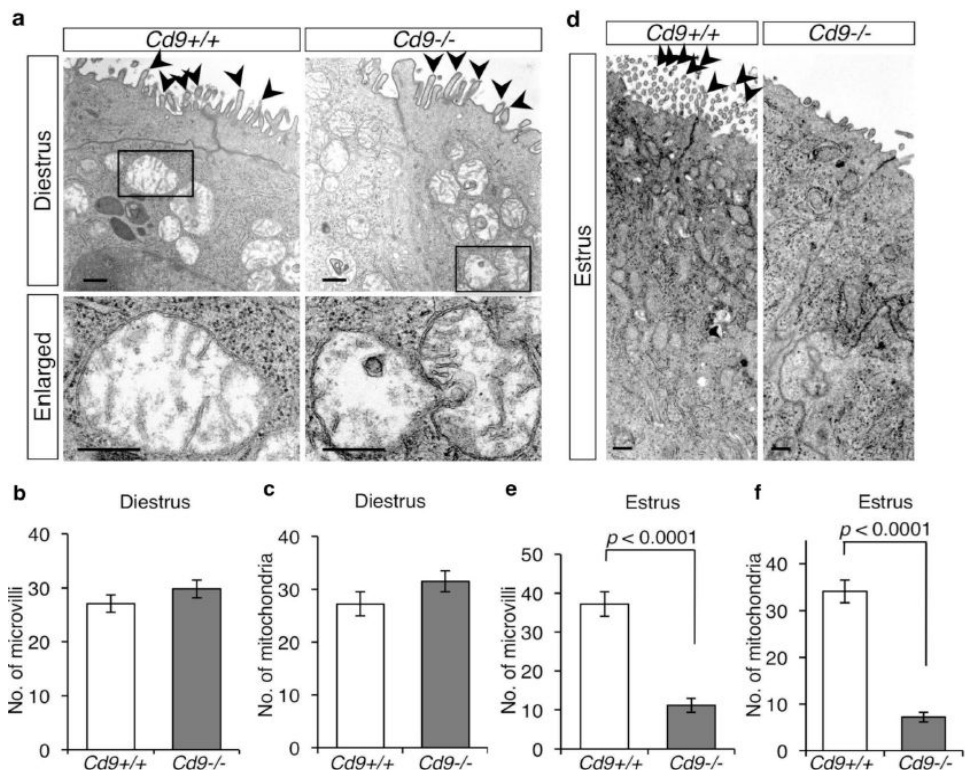 a
Cd9+/+
Cd9-/-
Diestrus
Enlarged
d
Cd9+/+
Cd9-/-
Estrus
b
Diestrus
No. of microvilli
40
30
20
10
0
Cd9+/+
Cd9-/-
c
Diestrus
No. of mitochondria
40
30
20
10
0
Cd9+/+
Cd9-/-
e
Estrus
p < 0.0001
No. of microvilli
50
40
30
20
10
0
Cd9+/+
Cd9-/-
f
Estrus
p < 0.0001
No. of mitochondria
40
30
20
10
0
Cd9+/+
Cd9-/-